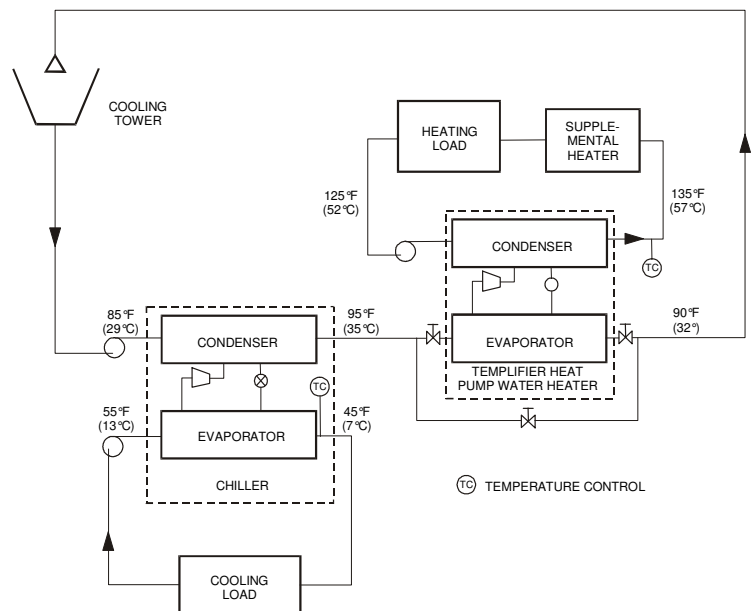 COOLING
TOWER
HEATING
LOAD
SUPPLE-
MENTAL
HEATER
125°F
(52°C)
135°F
(57°C)
CONDENSER
TC
85°F
(29°C)
CONDENSER
95°F
(35°C)
EVAPORATOR
90°F
(32°)
TEMPLIFIER HEAT
PUMP WATER HEATER
TC
55°F
(13°C)
EVAPORATOR
45°F
(7°C)
CHILLER
TC TEMPERATURE CONTROL
COOLING
LOAD